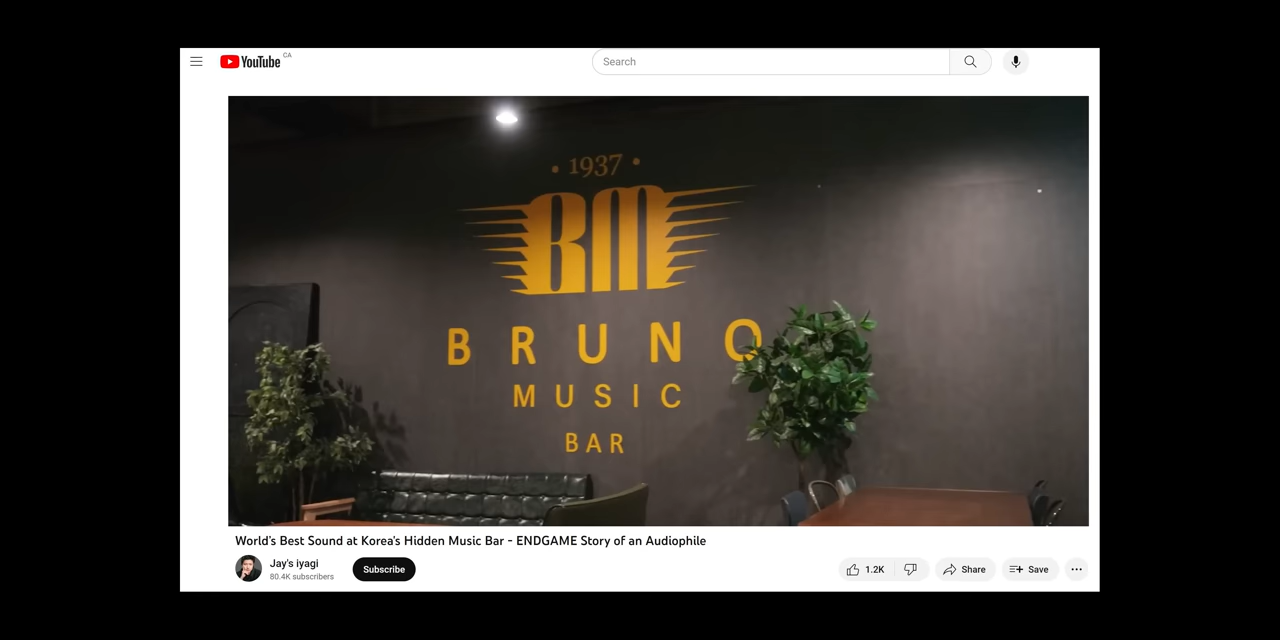 YouTube CA
Search
• 1937 •
BM
BRUNO
MUSIC
BAR
World's Best Sound at Korea's Hidden Music Bar - ENDGAME Story of an Audiophile
Jay's iyagi
80.4K subscribers
Subscribe
1.2K
Share
Save